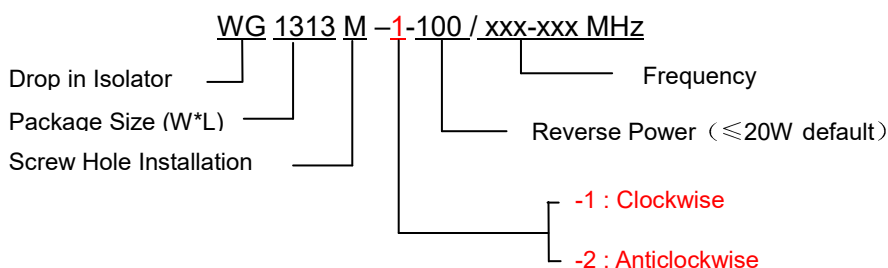 WG 1313 M –1-100 / xxx-xxx MHz
Drop in Isolator
Frequency
Package Size (W*L)
Reverse Power（≤20W default）
Screw Hole Installation
-1 : Clockwise
-2 : Anticlockwise